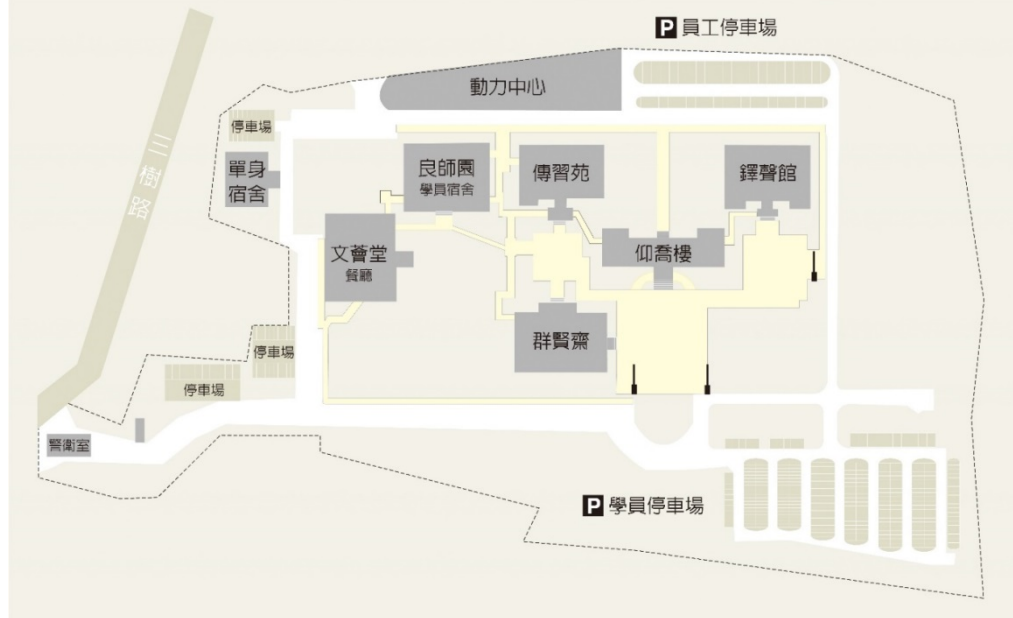 P 員工停車場
動力中心
停車場
三樹路
單身
宿舍
良師園
學員宿舍
傳習苑
鐸聲館
文薈堂
餐廳
仰喬樓
群賢齋
停車場
停車場
警衛室
P 學員停車場